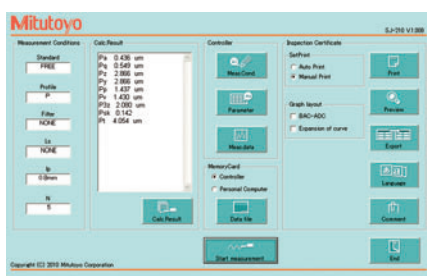 Mitutoyo
SJ-210 V1.008
Measurement Conditions
Standard
FREE
Profile
P
Filter
NONE
Ls
NONE
lp
0.8mm
N
5
Calc.Result
Pa 0.436 um
Pq 0.549 um
Pz 2.866 um
Py 2.866 um
Pp 1.437 um
Pv 1.430 um
P3z 2.080 um
Psk 0.142
Pt 4.054 um
Calc.Result
Controller
Meas.Cond.
Parameter
Meas.data
MemoryCard
Controller
Personal Computer
Data file
Start measurement
Inspection Certificate
SetPrint
Auto Print
Manual Print
Graph layout
BAC-ADC
Expansion of curve
Print
Preview
Export
Language
Comment
End
Copyright (C) 2010 Mitutoyo Corporation